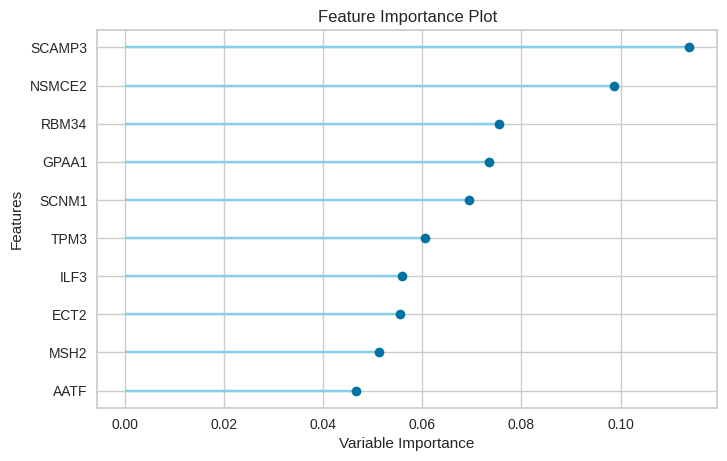 Feature Importance Plot
SCAMP3
NSMCE2
RBM34
GPAA1
SCNM1
TPM3
ILF3
ECT2
MSH2
AATF
Features
0.00 0.02 0.04 0.06 0.08 0.10
Variable Importance